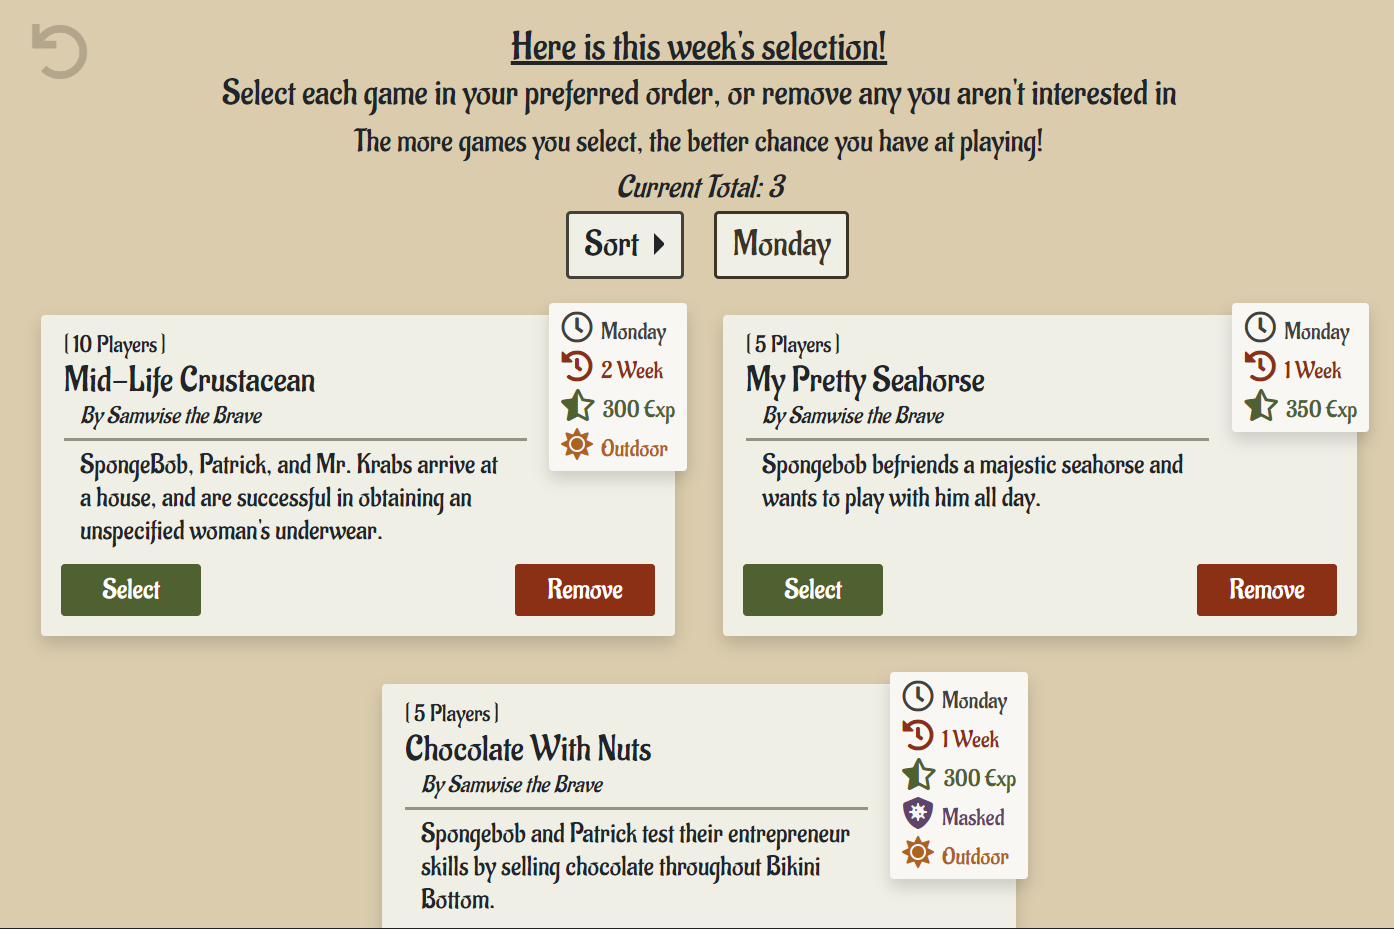 Here is this week's selection!
Select each game in your preferred order, or remove any you aren't interested in
The more games you select, the better chance you have at playing!
Current Total: 3
Sort
Monday
[ 10 Players ]
Mid-Life Crustacean
By Samwise the Brave
SpongeBob, Patrick, and Mr. Krabs arrive at
a house, and are successful in obtaining an
unspecified woman's underwear.
Monday
2 Week
300 Exp
Outdoor
Select
Remove
[ 5 Players ]
My Pretty Seahorse
By Samwise the Brave
Spongebob befriends a majestic seahorse and
wants to play with him all day.
Monday
1 Week
350 Exp
Select
Remove
[ 5 Players ]
Chocolate With Nuts
By Samwise the Brave
Spongebob and Patrick test their entrepreneur
skills by selling chocolate throughout Bikini
Bottom.
Monday
1 Week
300 Exp
Masked
Outdoor